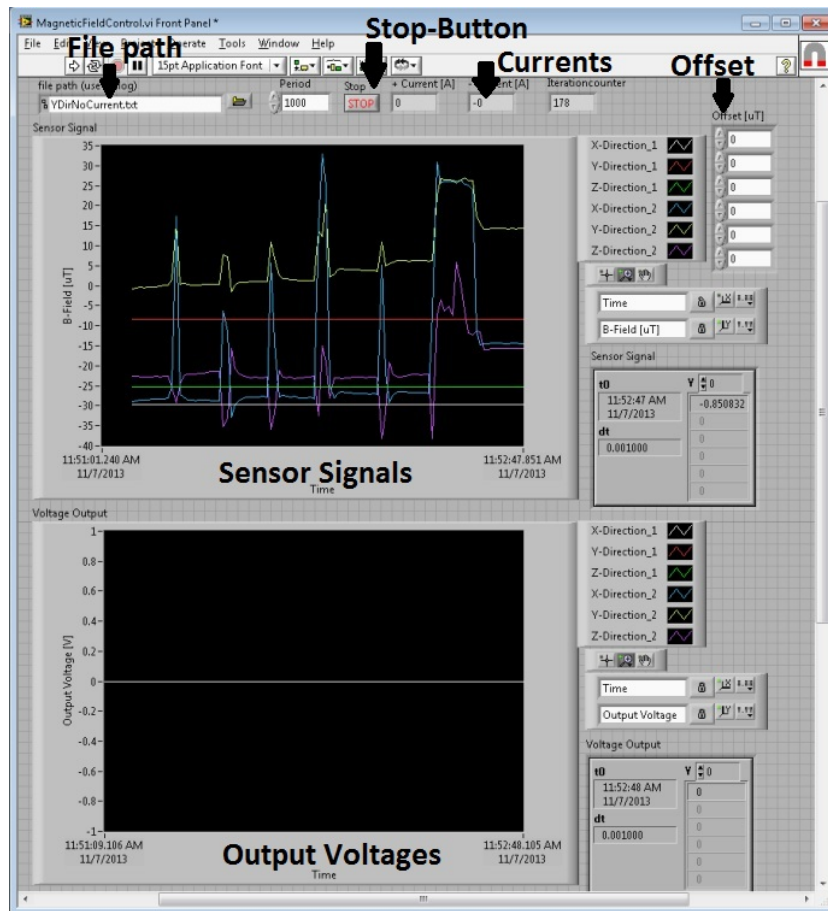 MagneticFieldControl.vi Front Panel *
File Operate Tools Window Help
File path
Stop-Button
Currents
Offset
15pt Application Font
file path (use
YDirNoCurrent.txt
Period
1000
Stop
STOP
+ Current [A]
0
[A]
-0
Iterationcounter
178
Offset [uT]
0
0
0
0
0
0
Sensor Signal
B-Field [uT]
35
30
25
20
15
10
5
0
-5
-10
-15
-20
-25
-30
-35
-40
11:51:01.240 AM
11/7/2013
11:52:47.851 AM
11/7/2013
Sensor Signals
Time
X-Direction_1
Y-Direction_1
Z-Direction_1
X-Direction_2
Y-Direction_2
Z-Direction_2
Time
B-Field [uT]
Sensor Signal
t0
11:52:47 AM
11/7/2013
dt
0.001000
Y 0
-0.850832
0
0
0
0
0
Voltage Output
Output Voltage [V]
1
0.8
0.6
0.4
0.2
0
-0.2
-0.4
-0.6
-0.8
-1
11:51:09.106 AM
11/7/2013
11:52:48.105 AM
11/7/2013
Output Voltages
Time
X-Direction_1
Y-Direction_1
Z-Direction_1
X-Direction_2
Y-Direction_2
Z-Direction_2
Time
Output Voltage
Voltage Output
t0
11:52:48 AM
11/7/2013
dt
0.001000
Y 0
0
0
0
0
0
0